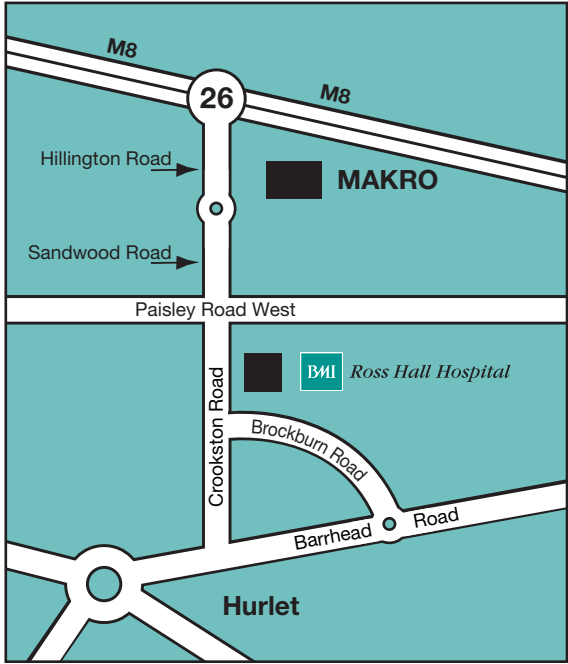 M8
M8
26
Hillington Road
MAKRO
Sandwood Road
Paisley Road West
BMI Ross Hall Hospital
Crookston Road
Brockburn Road
Barrhead Road
Hurlet